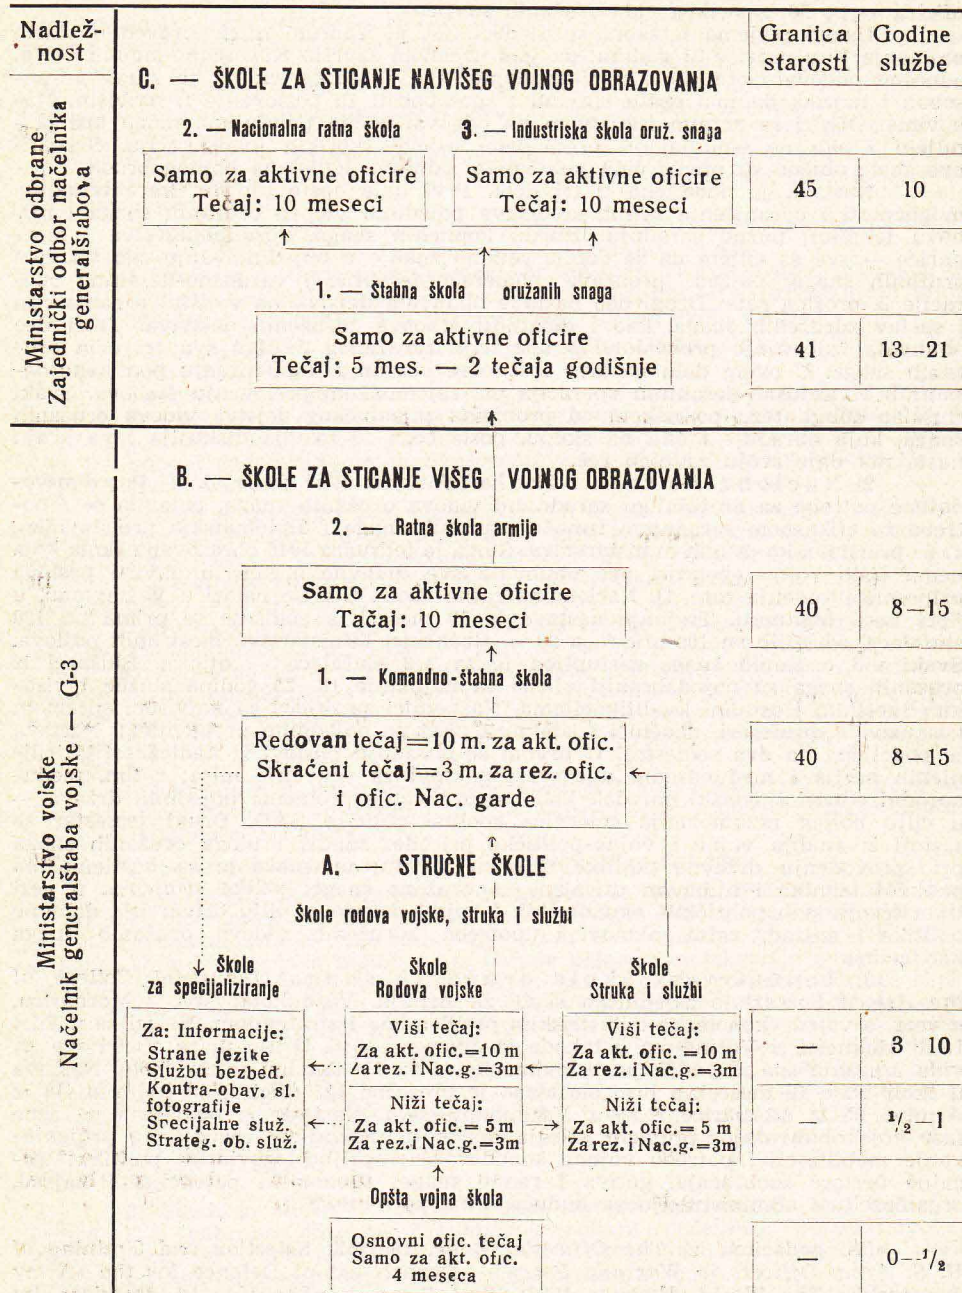 Nadlež-
nost
Granica
starosti
Godine
službe
Ministarstvo odbrane
Zajednički odbor načelnika
generalštabova
C. — ŠKOLE ZA STICANJE NAJVIŠEG VOJNOG OBRAZOVANJA
2. — Nacionalna ratna škola
3. — Industriska škola oruž. snaga
Samo za aktivne oficire
Tečaj: 10 meseci
Samo za aktivne oficire
Tečaj: 10 meseci
45
10
1. — Štabna škola oružanih snaga
Samo za aktivne oficire
Tečaj: 5 mes. — 2 tečaja godišnje
41
13—21
Ministarstvo vojske
Načelnik generalštaba vojske — G-3
B. — ŠKOLE ZA STICANJE VIŠEG VOJNOG OBRAZOVANJA
2. — Ratna škola armije
Samo za aktivne oficire
Tačaj: 10 meseci
40
8—15
1. — Komandno-štabna škola
Redovan tečaj=10 m. za akt. ofic.
Skraćeni tečaj=3 m. za rez. ofic.
i ofic. Nac. garde
40
8—15
A. STRUČNE ŠKOLE
Škole rodova vojske, struka i službi
Škole
za specijaliziranje
Škole
Rodova vojske
Škole
Struka i službi
Za: Informacije:
Strane jezike
Službu bezbed.
Kontra-obav. sl.
fotografije
Specijalne služ.
Strateg. ob. služ.
Viši tečaj:
Za akt. ofic.=10 m
Za rez. i Nac.g.=3m
Niži tečaj:
Za akt. ofic.= 5 m
Za rez. i Nac.g.=3m
Viši tečaj:
Za akt. ofic.=10 m
Za rez. i Nac.g.=3m
Niži tečaj:
Za akt. ofic.= 5 m
Za rez. i Nac.g.=3m
—
3—10
—
1/2—1
Opšta vojna škola
Osnovni ofic. tečaj
Samo za akt. ofic.
4 meseca
—
0—1/2